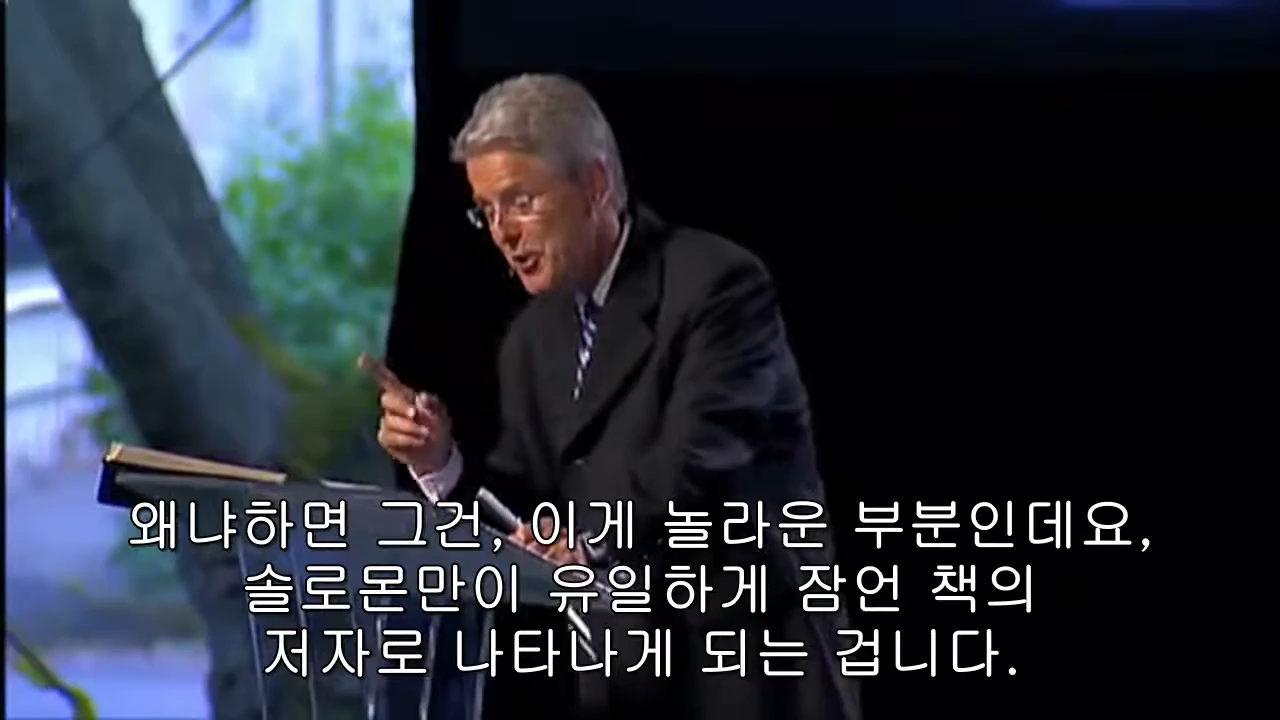 왜냐하면 그건, 이게 놀라운 부분인데요,
솔로몬만이 유일하게 잠언 책의
저자로 나타나게 되는 겁니다.